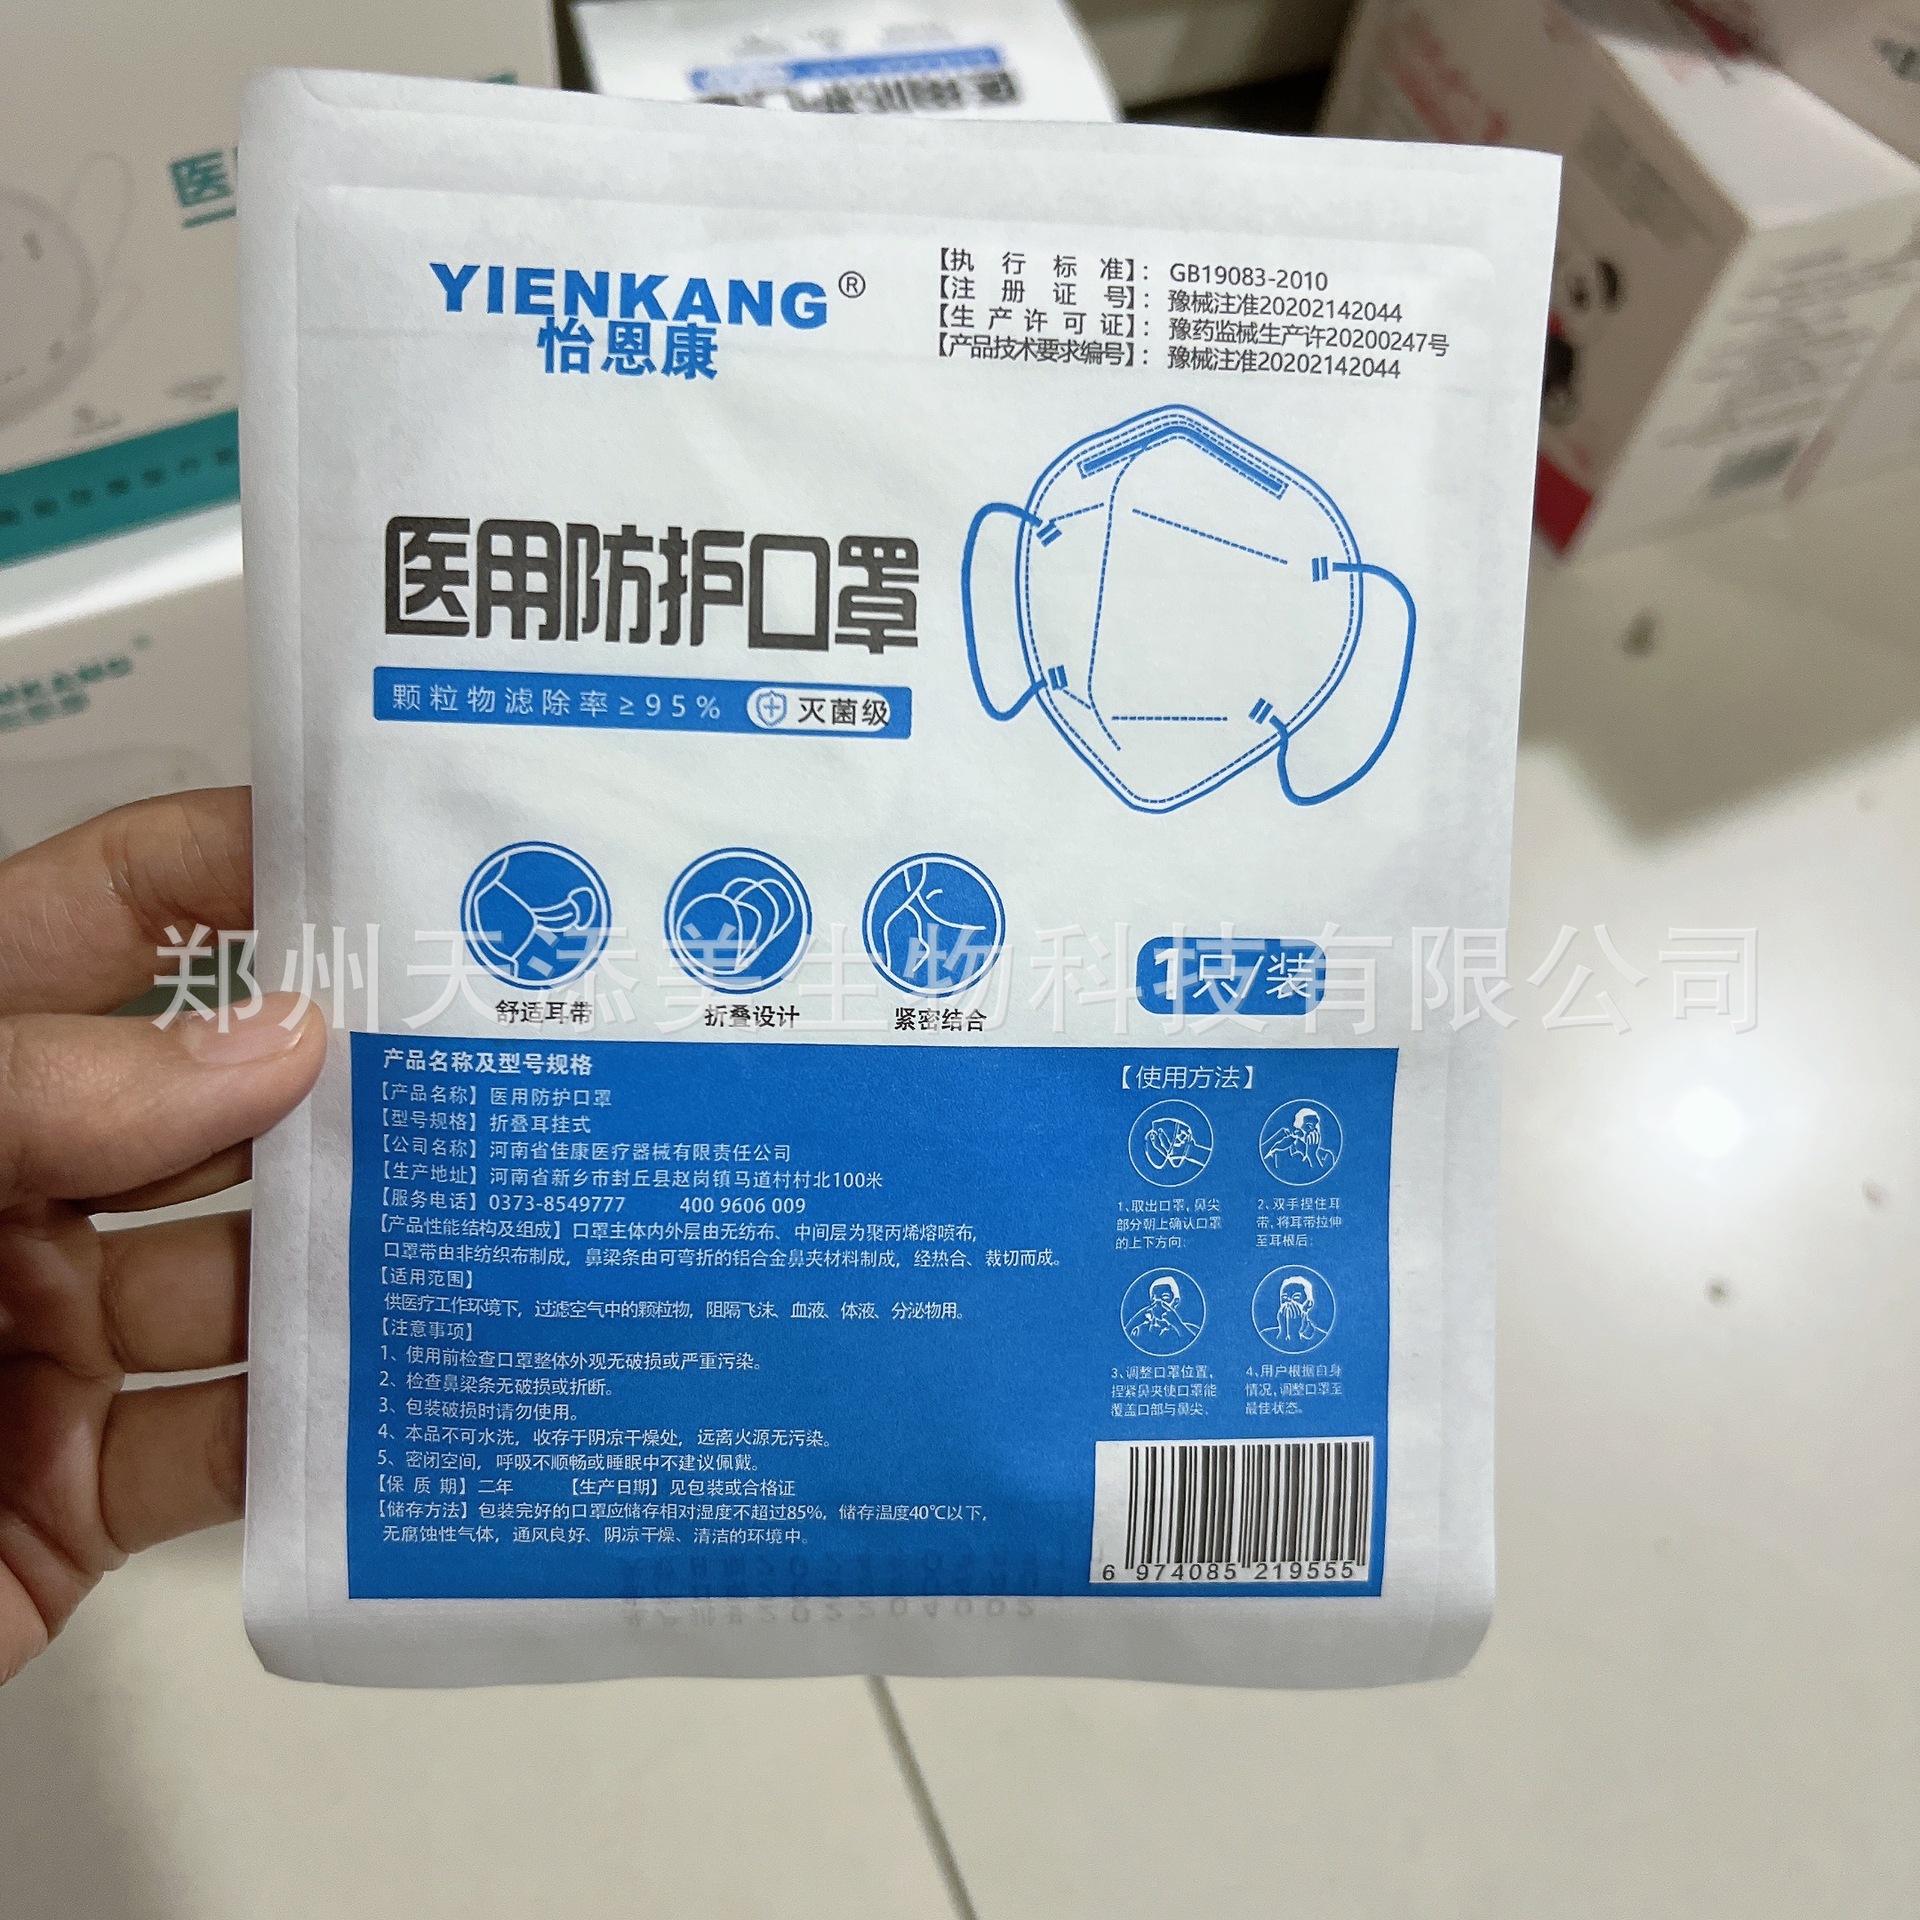 YIENKANG®
怡恩康
【执行标准】：GB19083-2010
【注册证号】：豫械注准20202142044
【生产许可证】：豫药监械生产许20200247号
【产品技术要求编号】：豫械注准20202142044
医用防护口罩
颗粒物滤除率≥95% 灭菌级
舒适耳带 折叠设计 紧密结合
1只/装
郑州天添美生物科技有限公司
产品名称及型号规格
【产品名称】医用防护口罩
【型号规格】折叠耳挂式
【公司名称】河南省佳康医疗器械有限责任公司
【生产地址】河南省新乡市封丘县赵岗镇马道村村北100米
【服务电话】0373-8549777 400 9606 009
【产品性能结构及组成】口罩主体内外层由无纺布、中间层为聚丙烯熔喷布，
口罩带由非纺织布制成，鼻梁条由可弯折的铝合金鼻夹材料制成，经热合、裁切而成。
【适用范围】
供医疗工作环境下，过滤空气中的颗粒物，阻隔飞沫、血液、体液、分泌物用。
【注意事项】
1、使用前检查口罩整体外观无破损或严重污染。
2、检查鼻梁条无破损或折断。
3、包装破损时请勿使用。
4、本品不可水洗，收存于阴凉干燥处，远离火源无污染。
5、密闭空间，呼吸不顺畅或睡眠中不建议佩戴。
【保质期】二年 【生产日期】见包装或合格证
【储存方法】包装完好的口罩应储存相对湿度不超过85%，储存温度40℃以下，
无腐蚀性气体，通风良好、阴凉干燥、清洁的环境中。
【使用方法】
1、取出口罩，鼻尖
部分朝上确认口罩
的上下方向；
2、双手捏住耳
带，将耳带拉伸
至耳根后；
3、调整口罩位置，
捏紧鼻夹使口罩能
覆盖口部与鼻尖、
4、用户根据自身
情况，调整口罩至
最佳状态。
6 974085 219555
医